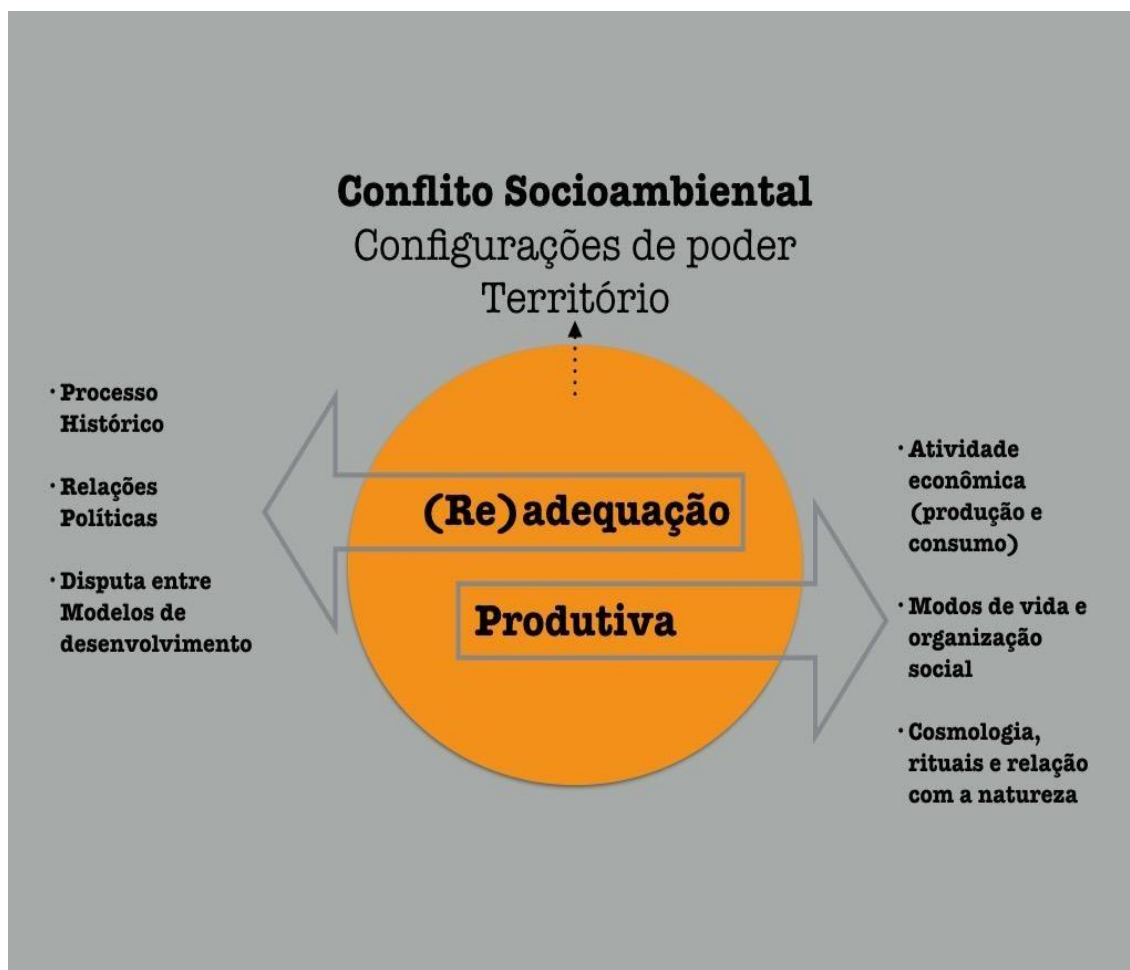 Conflito Socioambiental
Configurações de poder
Território
· Processo
Histórico
· Relações
Políticas
· Disputa entre
Modelos de
desenvolvimento
(Re)adequação
Produtiva
· Atividade
econômica
(produção e
consumo)
· Modos de vida e
organização
social
· Cosmologia,
rituais e relação
com a natureza